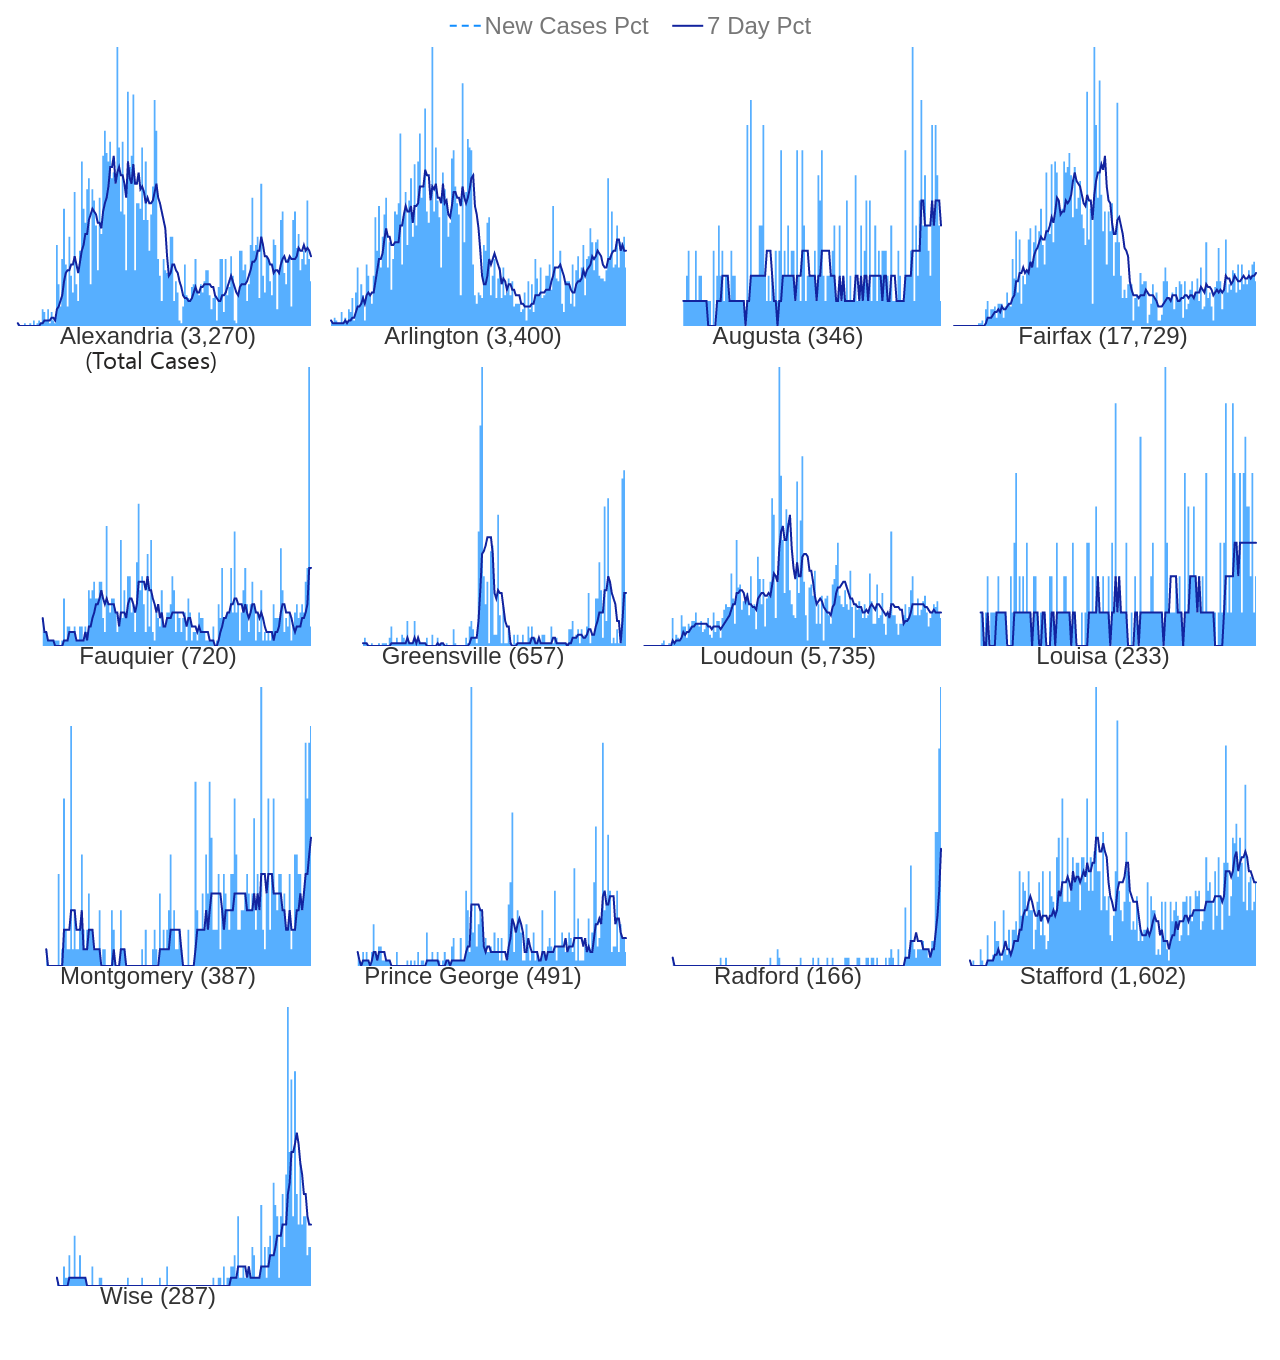 New Cases Pct 7 Day Pct
Alexandria (3,270)
(Total Cases)
Arlington (3,400)
Augusta (346)
Fairfax (17,729)
Fauquier (720)
Greensville (657)
Loudoun (5,735)
Louisa (233)
Montgomery (387)
Prince George (491)
Radford (166)
Stafford (1,602)
Wise (287)